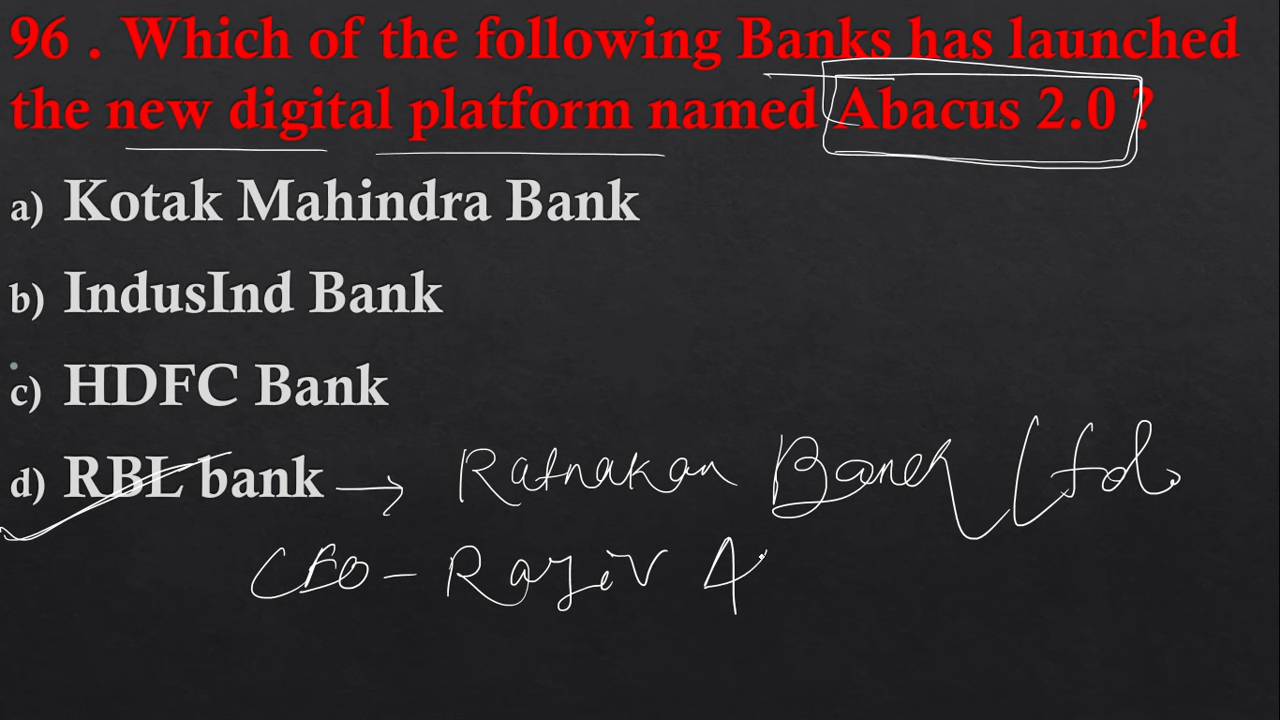 96 . Which of the following Banks has launched
the new digital platform named Abacus 2.0 ?
a) Kotak Mahindra Bank
b) IndusInd Bank
c) HDFC Bank
d) RBL bank → Ratnakar Bank Ltd.
CEO - Rajiv A